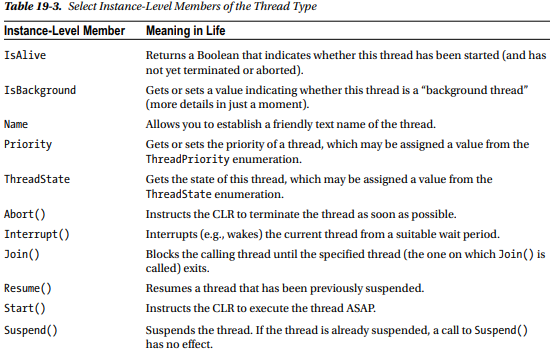 Table 19-3. Select Instance-Level Members of the Thread Type
Instance-Level Member Meaning in Life
IsAlive Returns a Boolean that indicates whether this thread has been started (and has
not yet terminated or aborted).
IsBackground Gets or sets a value indicating whether this thread is a “background thread”
(more details in just a moment).
Name Allows you to establish a friendly text name of the thread.
Priority Gets or sets the priority of a thread, which may be assigned a value from the
ThreadPriority enumeration.
ThreadState Gets the state of this thread, which may be assigned a value from the
ThreadState enumeration.
Abort() Instructs the CLR to terminate the thread as soon as possible.
Interrupt() Interrupts (e.g., wakes) the current thread from a suitable wait period.
Join() Blocks the calling thread until the specified thread (the one on which Join() is
called) exits.
Resume() Resumes a thread that has been previously suspended.
Start() Instructs the CLR to execute the thread ASAP.
Suspend() Suspends the thread. If the thread is already suspended, a call to Suspend()
has no effect.